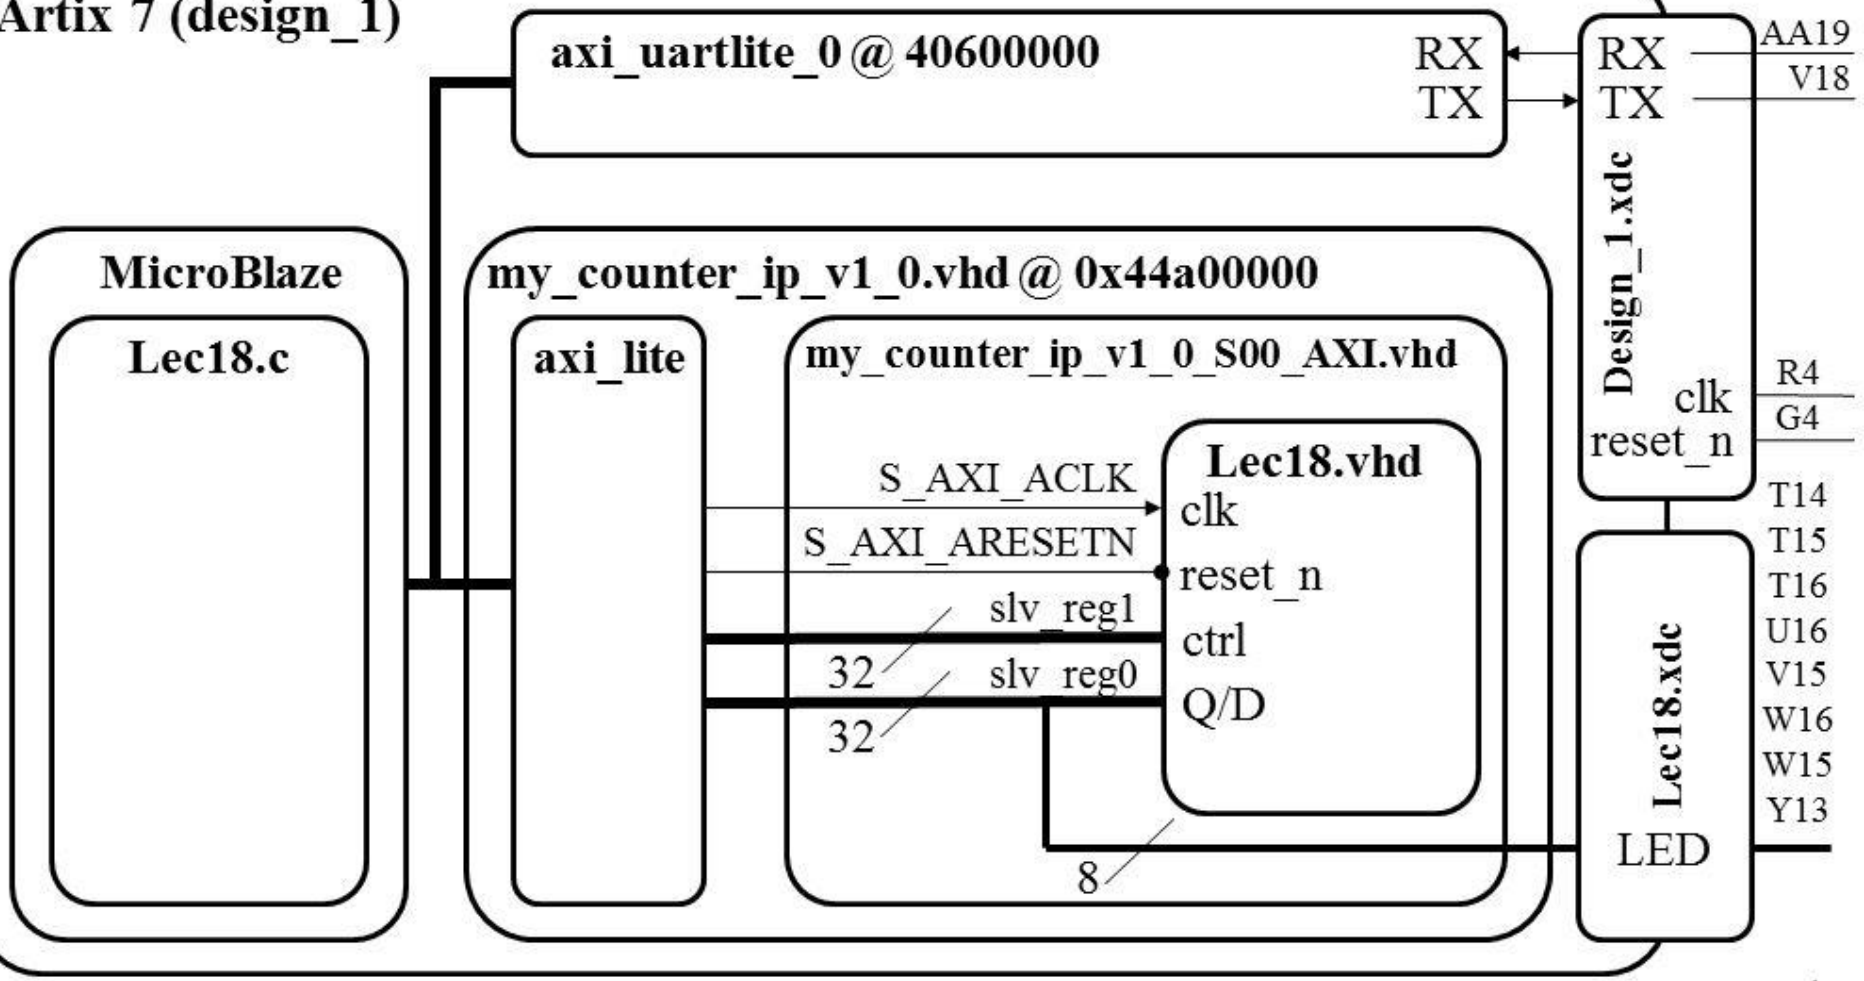 Artix 7 (design_1)
axi_uartlite_0 @ 40600000
RX
TX
RX
TX
AA19
V18
Design_1.xdc
clk
reset_n
R4
G4
MicroBlaze
Lec18.c
my_counter_ip_v1_0.vhd @ 0x44a00000
axi_lite
my_counter_ip_v1_0_S00_AXI.vhd
Lec18.vhd
S_AXI_ACLK
clk
S_AXI_ARESETN
reset_n
slv_reg1
32
ctrl
slv_reg0
32
Q/D
8
T14
T15
T16
U16
V15
W16
W15
Y13
Lec18.xdc
LED